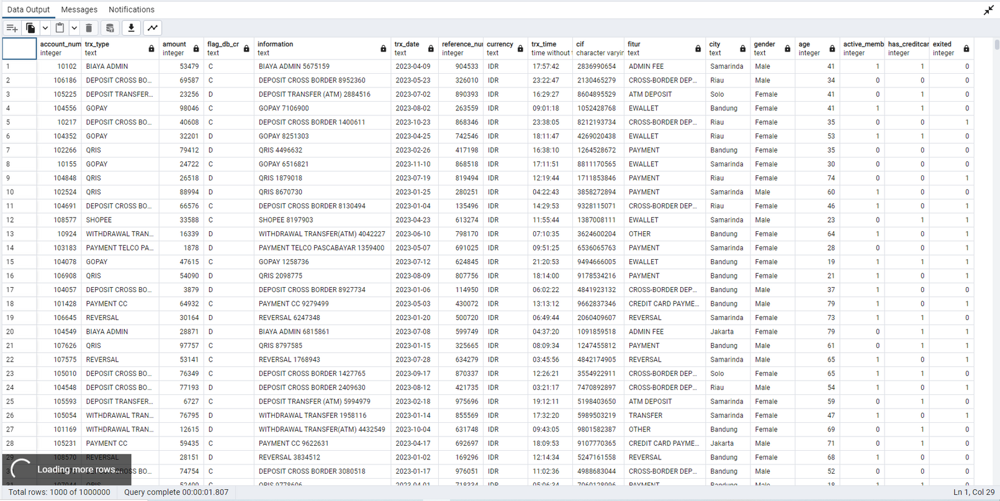 Data Output Messages Notifications
account_num trx_type amount flag_db_cr information trx_date reference_nu currency trx_time cif fitur city gender age active_memb has_creditcar exited
integer text integer text text text integer text time without character varyin text text text integer integer integer integer
1 10102 BIAYA ADMIN 53479 C BIAYA ADMIN 5675159 2023-04-09 904533 IDR 17:57:42 2836990654 ADMIN FEE Samarinda Male 41 1 1 0
2 106186 DEPOSIT CROSS BO... 69587 C DEPOSIT CROSS BORDER 8952360 2023-05-23 326010 IDR 23:22:47 2130465279 CROSS-BORDER DEP... Riau Male 34 0 0 0
3 105225 DEPOSIT TRANSFER... 23256 D DEPOSIT TRANSFER (ATM) 2884516 2023-07-02 890393 IDR 16:29:27 8604895529 ATM DEPOSIT Solo Female 41 0 1 0
4 104556 GOPAY 98046 C GOPAY 7106900 2023-08-02 263559 IDR 09:01:18 1052428768 EWALLET Bandung Female 41 1 1 0
5 10217 DEPOSIT CROSS BO... 40608 C DEPOSIT CROSS BORDER 1400611 2023-10-23 868346 IDR 23:38:05 8212193734 CROSS-BORDER DEP... Riau Female 35 0 0 1
6 104352 GOPAY 32201 D GOPAY 8251303 2023-04-25 742546 IDR 18:11:47 4269020438 EWALLET Riau Female 53 1 1 0
7 102266 QRIS 79412 D QRIS 4496632 2023-02-26 417198 IDR 16:38:10 1264528672 PAYMENT Bandung Female 35 0 0 0
8 10155 GOPAY 24722 C GOPAY 6516821 2023-11-10 868518 IDR 17:11:51 8811170565 EWALLET Samarinda Female 30 0 0 0
9 104848 QRIS 26518 D QRIS 1879018 2023-07-19 819494 IDR 12:19:44 1711853846 PAYMENT Riau Female 74 0 0 1
10 102524 QRIS 88994 D QRIS 8670730 2023-01-25 280251 IDR 04:22:43 3858272894 PAYMENT Samarinda Male 60 1 0 0
11 104691 DEPOSIT CROSS BO... 66576 C DEPOSIT CROSS BORDER 8130494 2023-01-04 135496 IDR 14:29:53 9328115071 CROSS-BORDER DEP... Riau Female 46 1 0 1
12 108577 SHOPEE 33588 C SHOPEE 8197903 2023-04-23 613274 IDR 11:55:44 1387008111 EWALLET Samarinda Male 23 0 1 1
13 10924 WITHDRAWAL TRAN... 16339 D WITHDRAWAL TRANSFER(ATM) 4042227 2023-06-10 798170 IDR 07:10:35 3624600204 OTHER Bandung Female 64 1 0 1
14 103183 PAYMENT TELCO PA... 1878 D PAYMENT TELCO PASCABAYAR 1359400 2023-05-07 691025 IDR 09:51:25 6536065763 PAYMENT Samarinda Female 28 0 0 1
15 104078 GOPAY 47615 C GOPAY 1258736 2023-07-12 624845 IDR 21:20:53 9494666005 EWALLET Bandung Female 19 1 1 1
16 106908 QRIS 54090 D QRIS 2098775 2023-08-09 807756 IDR 18:14:00 9178534216 PAYMENT Bandung Female 21 1 0 1
17 104057 DEPOSIT CROSS BO... 3879 D DEPOSIT CROSS BORDER 8927734 2023-01-06 114950 IDR 06:02:22 4841923132 CROSS-BORDER DEP... Bandung Male 37 1 0 0
18 101428 PAYMENT CC 64932 C PAYMENT CC 9279499 2023-05-03 430072 IDR 13:13:12 9662837346 CREDIT CARD PAYME... Bandung Male 79 1 0 1
19 106645 REVERSAL 30164 D REVERSAL 6247348 2023-01-20 500720 IDR 06:49:44 2060409607 REVERSAL Samarinda Female 73 1 1 0
20 104549 BIAYA ADMIN 28871 D BIAYA ADMIN 6815861 2023-07-08 599749 IDR 04:37:20 1091859518 ADMIN FEE Jakarta Female 79 0 1 1
21 107626 QRIS 97757 C QRIS 8797585 2023-01-15 325665 IDR 08:09:34 1247455812 PAYMENT Bandung Male 61 0 1 1
22 107575 REVERSAL 53141 C REVERSAL 1768943 2023-07-28 634279 IDR 03:45:56 4842174905 REVERSAL Samarinda Male 65 1 0 1
23 105010 DEPOSIT CROSS BO... 76349 C DEPOSIT CROSS BORDER 1427765 2023-09-17 870337 IDR 12:26:21 3554922911 CROSS-BORDER DEP... Solo Female 65 1 1 0
24 104548 DEPOSIT CROSS BO... 77193 D DEPOSIT CROSS BORDER 2409630 2023-08-12 421735 IDR 03:21:17 7470892897 CROSS-BORDER DEP... Riau Male 54 1 0 1
25 105593 DEPOSIT TRANSFER... 6727 C DEPOSIT TRANSFER (ATM) 5994979 2023-02-18 975696 IDR 19:12:11 5198403650 ATM DEPOSIT Samarinda Female 59 0 1 0
26 105054 WITHDRAWAL TRAN... 76795 D WITHDRAWAL TRANSFER 1958116 2023-01-14 855569 IDR 17:32:20 5989503219 TRANSFER Samarinda Female 47 1 0 1
27 101169 WITHDRAWAL TRAN... 12615 D WITHDRAWAL TRANSFER(ATM) 4432549 2023-10-04 631748 IDR 09:43:05 9801582387 OTHER Bandung Female 69 0 1 0
28 105231 PAYMENT CC 59435 C PAYMENT CC 9622631 2023-04-17 692697 IDR 18:09:53 9107770365 CREDIT CARD PAYME... Jakarta Male 71 0 1 0
29 108570 REVERSAL 28151 D REVERSAL 3834512 2023-01-02 169296 IDR 12:14:34 5247161558 REVERSAL Bandung Female 68 1 0 0
BO... 74754 C DEPOSIT CROSS BORDER 3080518 2023-01-17 976051 IDR 11:02:36 4988683044 CROSS-BORDER DEP... Bandung Male 52 0 0 0
Loading more rows...
QRIS 2023-04-01 IDR PAYMENT Bandung Male
Total rows: 1000 of 1000000 Query complete 00:00:01.807 Ln 1, Col 29